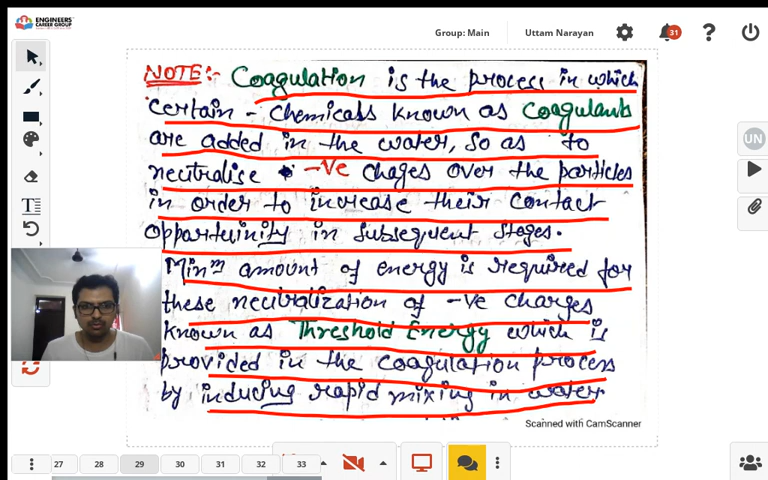 ENGINEERS
CAREER GROUP
Group: Main
Uttam Narayan
31
UN
NOTE:- Coagulation is the process in which
certain - chemicals known as Coagulants
are added in the water, so as to
neutralise -ve chages over the particles
in order to increase their contact
opportuinity in subsequent stages.
Minm amount of energy is required for
these neutralization of -ve charges
known as Threshold Energy which is
provided in the coagulation process
by inducing rapid mixing in water
Scanned with CamScanner
27 28 29 30 31 32 33